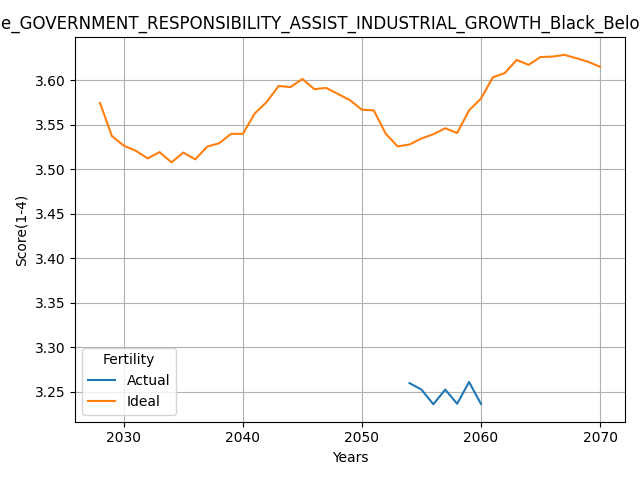 e_GOVERNMENT_RESPONSIBILITY_ASSIST_INDUSTRIAL_GROWTH_Black_Belo
Score(1-4)
3.60
3.55
3.50
3.45
3.40
3.35
3.30
3.25
Fertility
Actual
Ideal
2030 2040 2050 2060 2070
Years